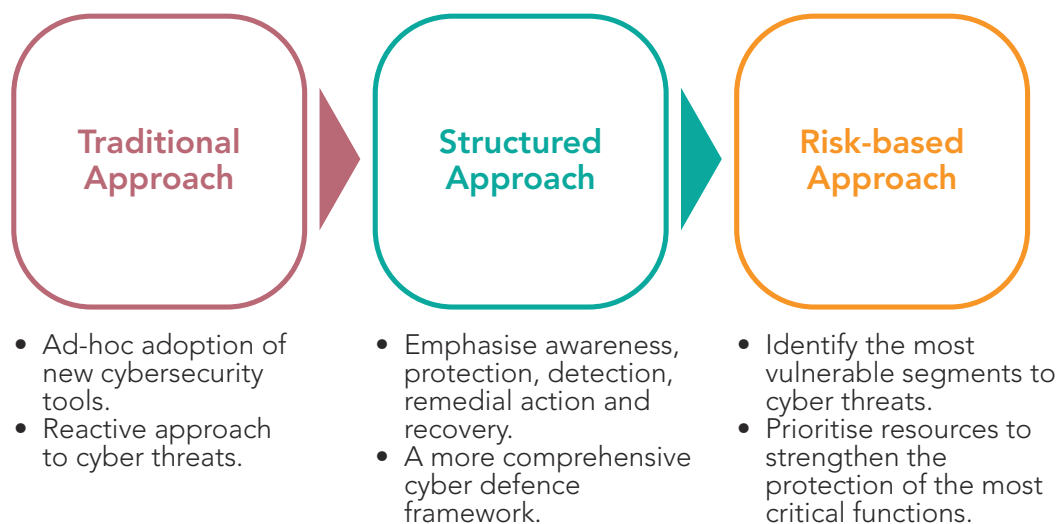 Traditional
Approach
Structured
Approach
Risk-based
Approach
• Ad-hoc adoption of
new cybersecurity
tools.
• Reactive approach
to cyber threats.
• Emphasise awareness,
protection, detection,
remedial action and
recovery.
• A more comprehensive
cyber defence
framework.
• Identify the most
vulnerable segments to
cyber threats.
• Prioritise resources to
strengthen the
protection of the most
critical functions.